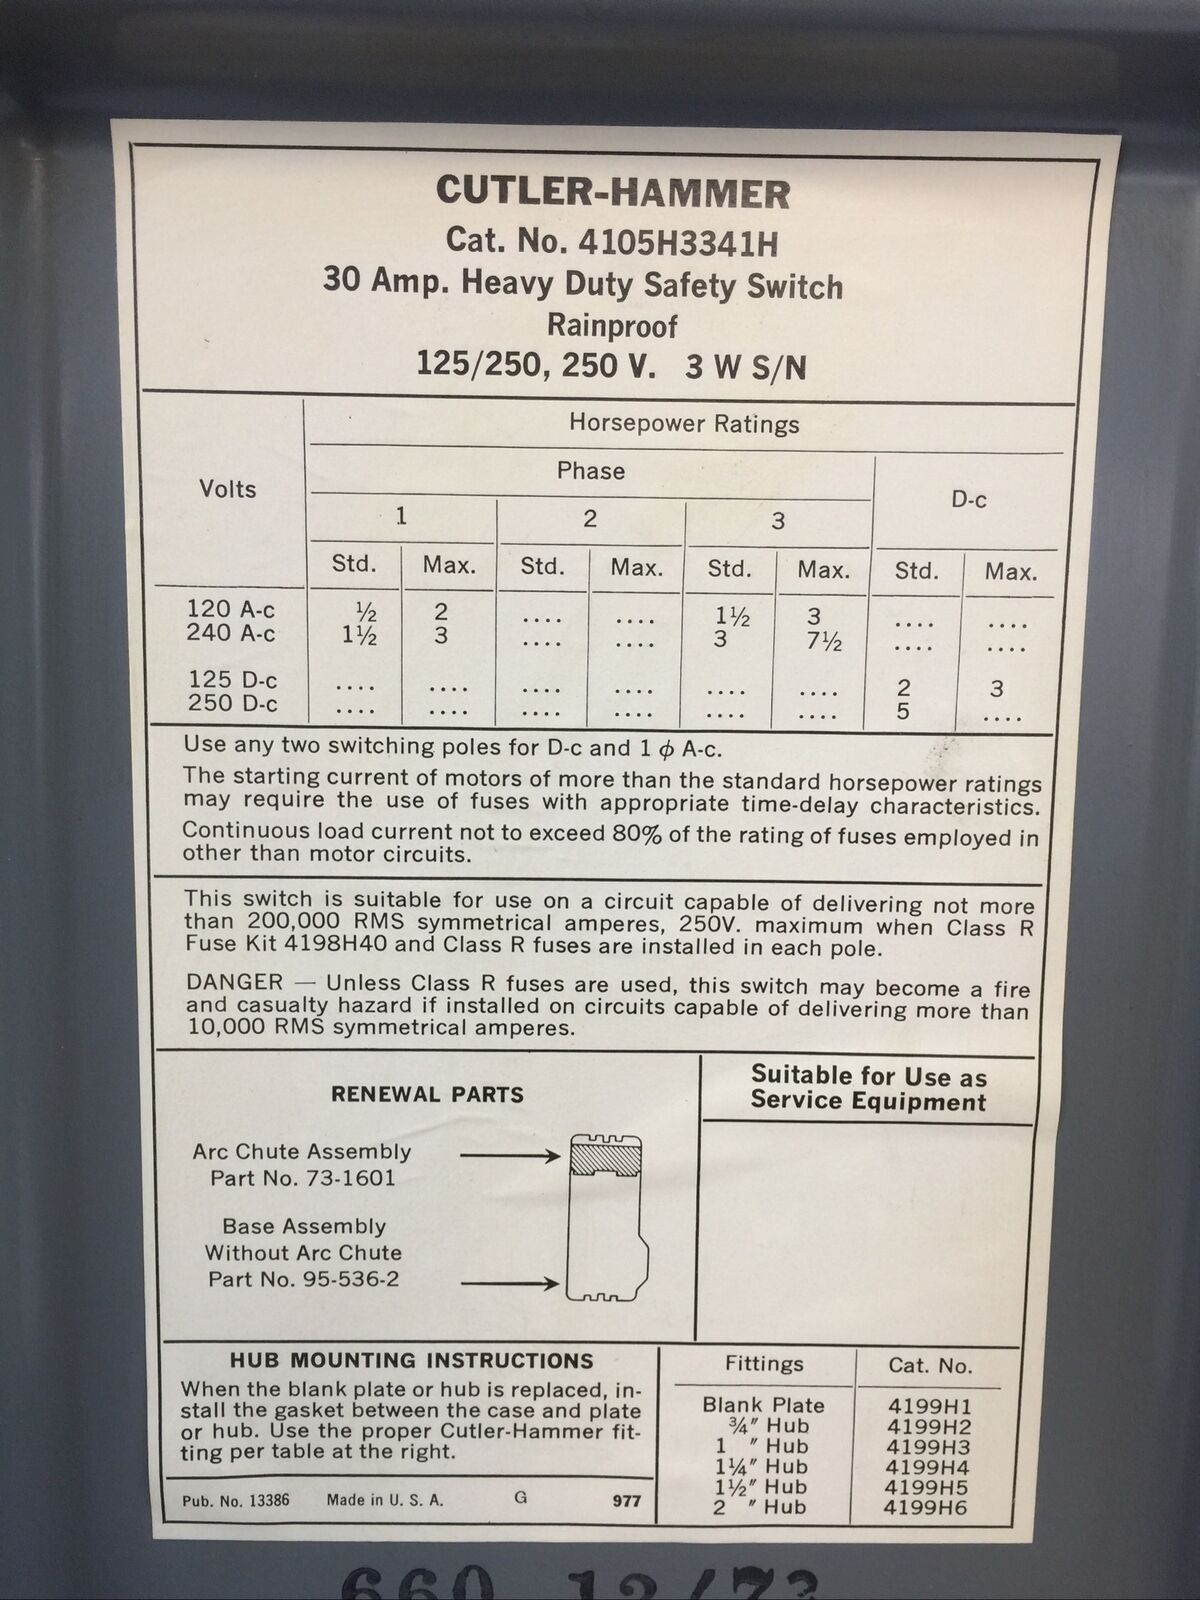 CUTLER-HAMMER
Cat. No. 4105H3341H
30 Amp. Heavy Duty Safety Switch
Rainproof
125/250, 250 V. 3 W S/N
Horsepower Ratings
Volts
Phase
D-c
1 2 3
Std. Max. Std. Max. Std. Max. Std. Max.
120 A-c ½ 2 .... .... 1½ 3 .... ....
240 A-c 1½ 3 .... .... 3 7½ .... ....
125 D-c .... .... .... .... .... .... 2 3
250 D-c .... .... .... .... .... .... 5 ....
Use any two switching poles for D-c and 1 ϕ A-c.
The starting current of motors of more than the standard horsepower ratings
may require the use of fuses with appropriate time-delay characteristics.
Continuous load current not to exceed 80% of the rating of fuses employed in
other than motor circuits.
This switch is suitable for use on a circuit capable of delivering not more
than 200,000 RMS symmetrical amperes, 250V. maximum when Class R
Fuse Kit 4198H40 and Class R fuses are installed in each pole.
DANGER — Unless Class R fuses are used, this switch may become a fire
and casualty hazard if installed on circuits capable of delivering more than
10,000 RMS symmetrical amperes.
RENEWAL PARTS
Arc Chute Assembly
Part No. 73-1601
Base Assembly
Without Arc Chute
Part No. 95-536-2
Suitable for Use as
Service Equipment
HUB MOUNTING INSTRUCTIONS
When the blank plate or hub is replaced, in-
stall the gasket between the case and plate
or hub. Use the proper Cutler-Hammer fit-
ting per table at the right.
Pub. No. 13386 Made in U. S. A. G 977
Fittings Cat. No.
Blank Plate 4199H1
¾" Hub 4199H2
1 " Hub 4199H3
1¼" Hub 4199H4
1½" Hub 4199H5
2 " Hub 4199H6
660 12/73